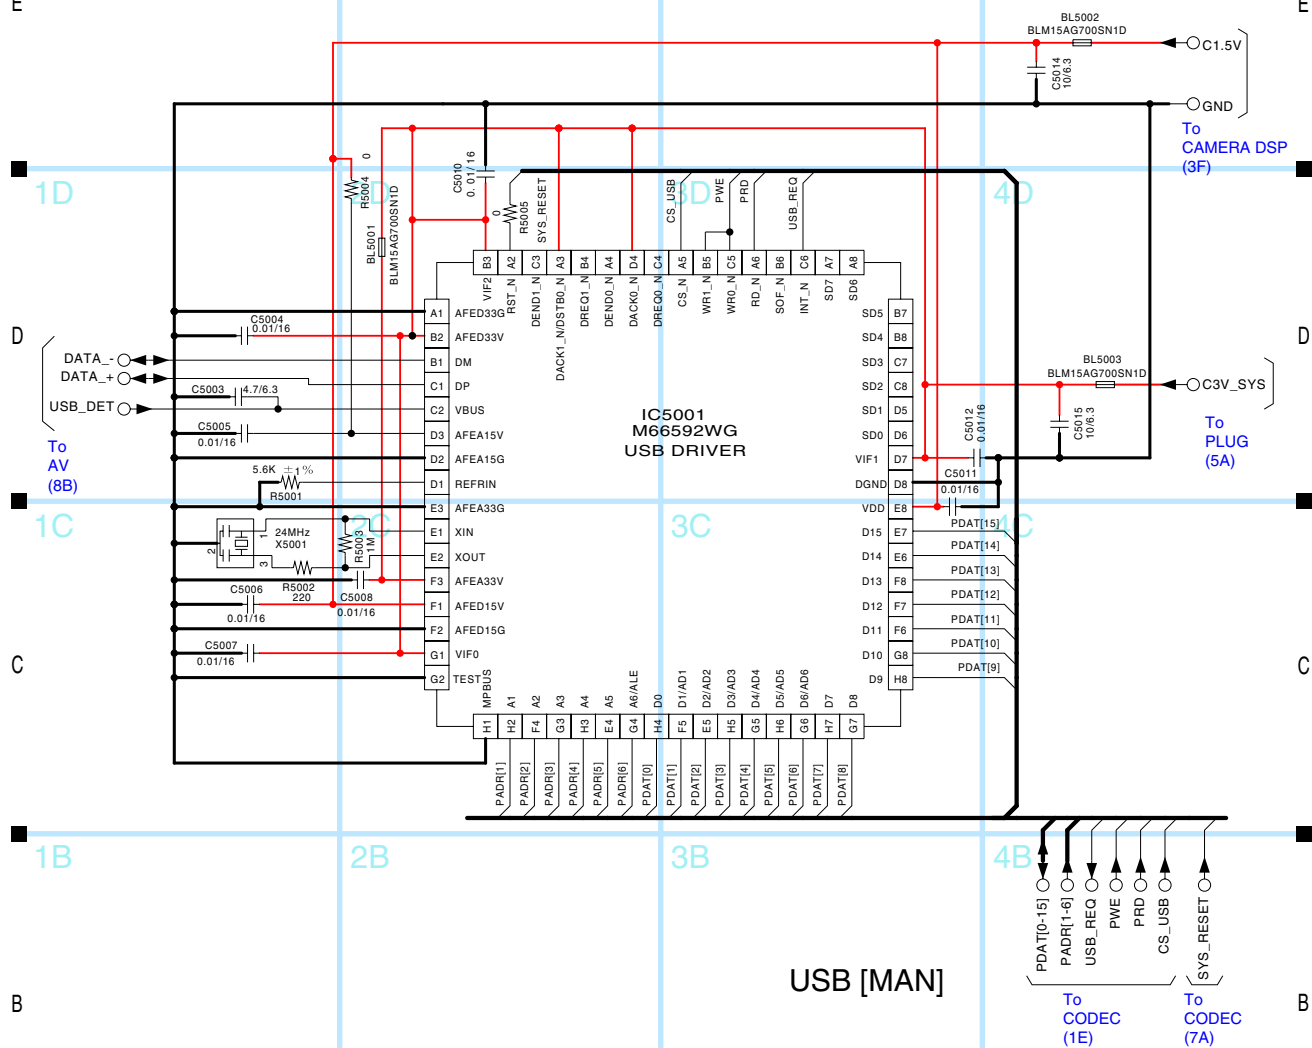 E
E
BL5002
BLM15AG700SN1D
C1.5V
C5014
10/6.3
GND
To
CAMERA DSP
(3F)
1D
2D
3D
4D
R5004
0
BL5001
BLM15AG700SN1D
C5010
0.01/16
0
R5005
SYS_RESET
CS_USB
PWE
PRD
USB_REQ
B3
A2
C3
A3
B4
A4
D4
C4
A5
B5
C5
A6
B6
C6
A7
A8
VIF2
RST_N
DEND1_N
DACK1_N/DSTB0_N
DREQ1_N
DEND0_N
DACK0_N
DREQ0_N
CS_N
WR1_N
WR0_N
RD_N
SOF_N
INT_N
SD7
SD6
D
D
A1 AFED33G
B2 AFED33V
B1 DM
C1 DP
C2 VBUS
D3 AFEA15V
D2 AFEA15G
D1 REFRIN
E3 AFEA33G
E1 XIN
E2 XOUT
F3 AFEA33V
F1 AFED15V
F2 AFED15G
G1 VIF0
G2 TEST
C5004
0.01/16
DATA_-
DATA_+
USB_DET
C5003
4.7/6.3
C5005
0.01/16
To
AV
(8B)
5.6K ±1%
R5001
IC5001
M66592WG
USB DRIVER
SD5 B7
SD4 B8
SD3 C7
SD2 C8
SD1 D5
SD0 D6
VIF1 D7
DGND D8
VDD E8
D15 E7
D14 E6
D13 F8
D12 F7
D11 F6
D10 G8
D9 H8
BL5003
BLM15AG700SN1D
C3V_SYS
C5012
0.01/16
C5015
10/6.3
C5011
0.01/16
To
PLUG
(5A)
1C
2C
3C
4C
2
1
3
24MHz
X5001
R5003
1M
R5002
220
C5008
0.01/16
C5006
0.01/16
C5007
0.01/16
PDAT[15]
PDAT[14]
PDAT[13]
PDAT[12]
PDAT[11]
PDAT[10]
PDAT[9]
C
C
MPBUS
A1
A2
A3
A4
A5
A6/ALE
D0
D1/AD1
D2/AD2
D3/AD3
D4/AD4
D5/AD5
D6/AD6
D7
D8
H1
H2
F4
G3
H3
E4
G4
H4
F5
E5
H5
G5
H6
G6
H7
G7
PADR[1]
PADR[2]
PADR[3]
PADR[4]
PADR[5]
PADR[6]
PDAT[0]
PDAT[1]
PDAT[2]
PDAT[3]
PDAT[4]
PDAT[5]
PDAT[6]
PDAT[7]
PDAT[8]
1B
2B
3B
4B
PDAT[0-15]
PADR[1-6]
USB_REQ
PWE
PRD
CS_USB
SYS_RESET
USB [MAN]
To
CODEC
(1E)
To
CODEC
(7A)
B
B